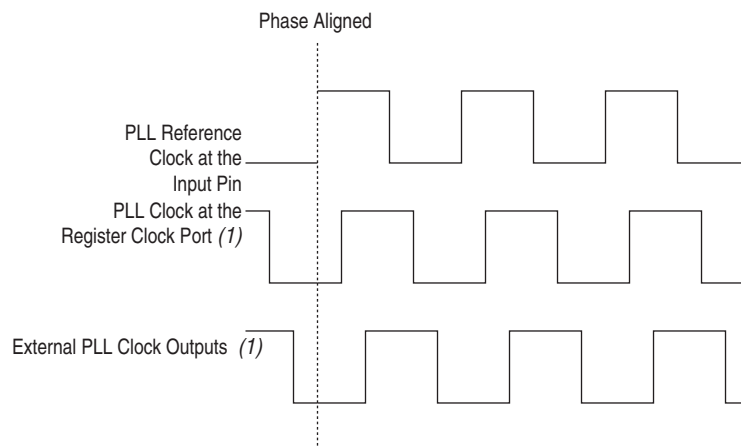 Phase Aligned
PLL Reference
Clock at the
Input Pin
PLL Clock at the
Register Clock Port (1)
External PLL Clock Outputs (1)